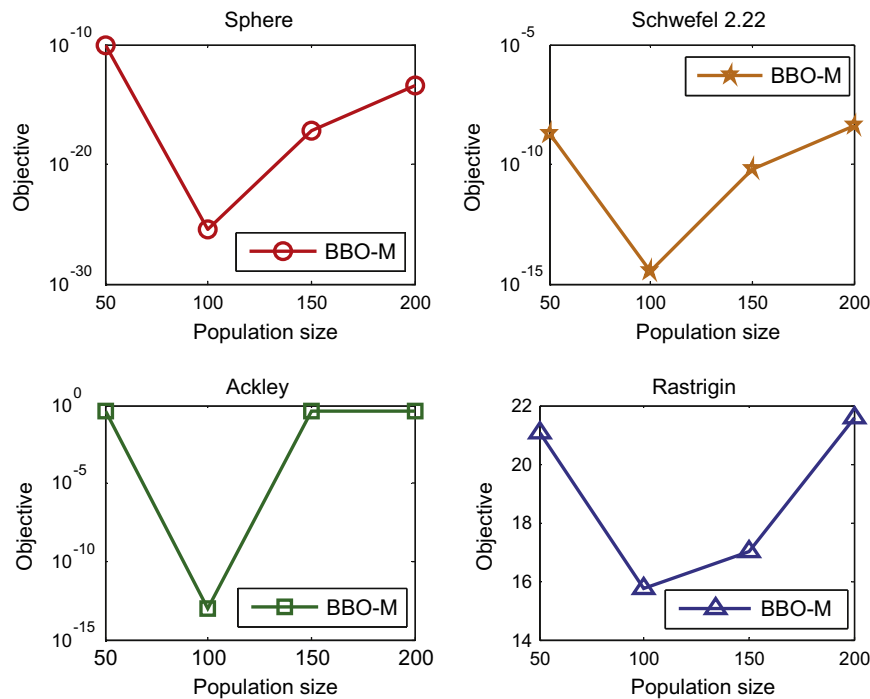 Sphere
10^-10
10^-20
10^-30
50
100
150
200
Objective
Population size
BBO-M
Schwefel 2.22
10^-5
10^-10
10^-15
50
100
150
200
Objective
Population size
BBO-M
Ackley
10^0
10^-5
10^-10
10^-15
50
100
150
200
Objective
Population size
BBO-M
Rastrigin
22
20
18
16
14
50
100
150
200
Objective
Population size
BBO-M